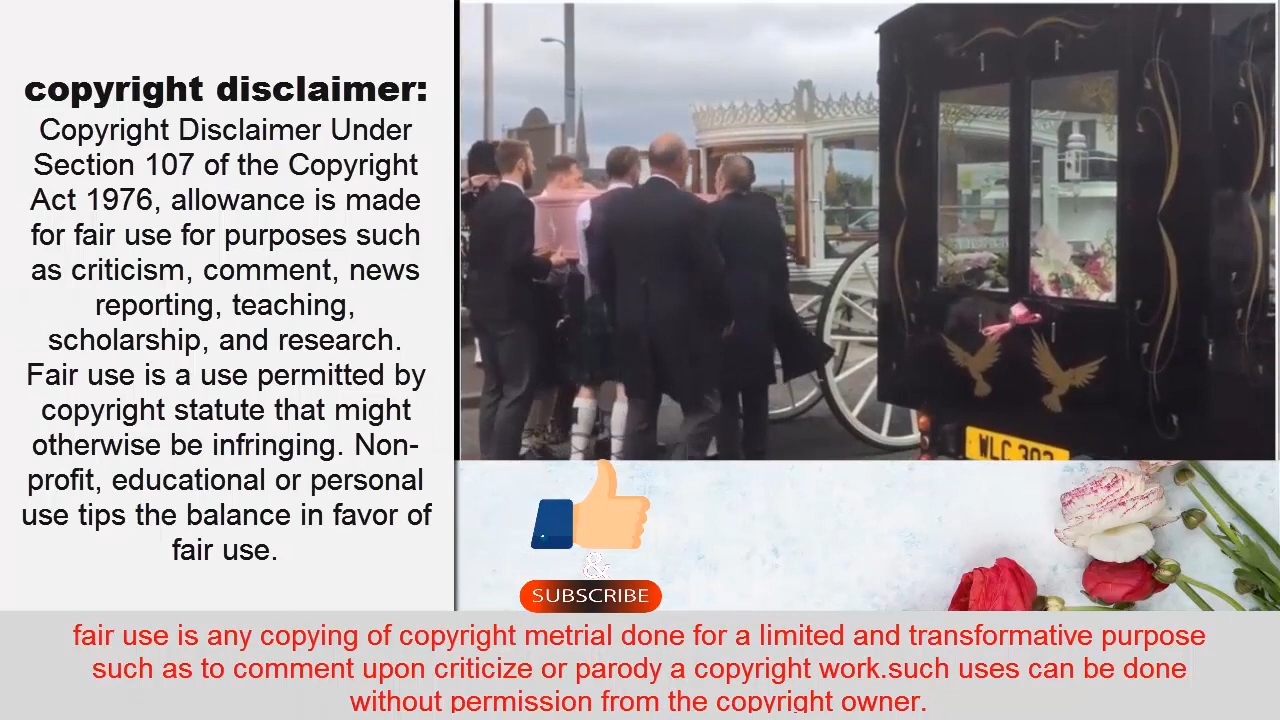 copyright disclaimer:
Copyright Disclaimer Under
Section 107 of the Copyright
Act 1976, allowance is made
for fair use for purposes such
as criticism, comment, news
reporting, teaching,
scholarship, and research.
Fair use is a use permitted by
copyright statute that might
otherwise be infringing. Non-
profit, educational or personal
use tips the balance in favor of
fair use.
WLC 392
&
SUBSCRIBE
fair use is any copying of copyright metrial done for a limited and transformative purpose
such as to comment upon criticize or parody a copyright work.such uses can be done
without permission from the copyright owner.